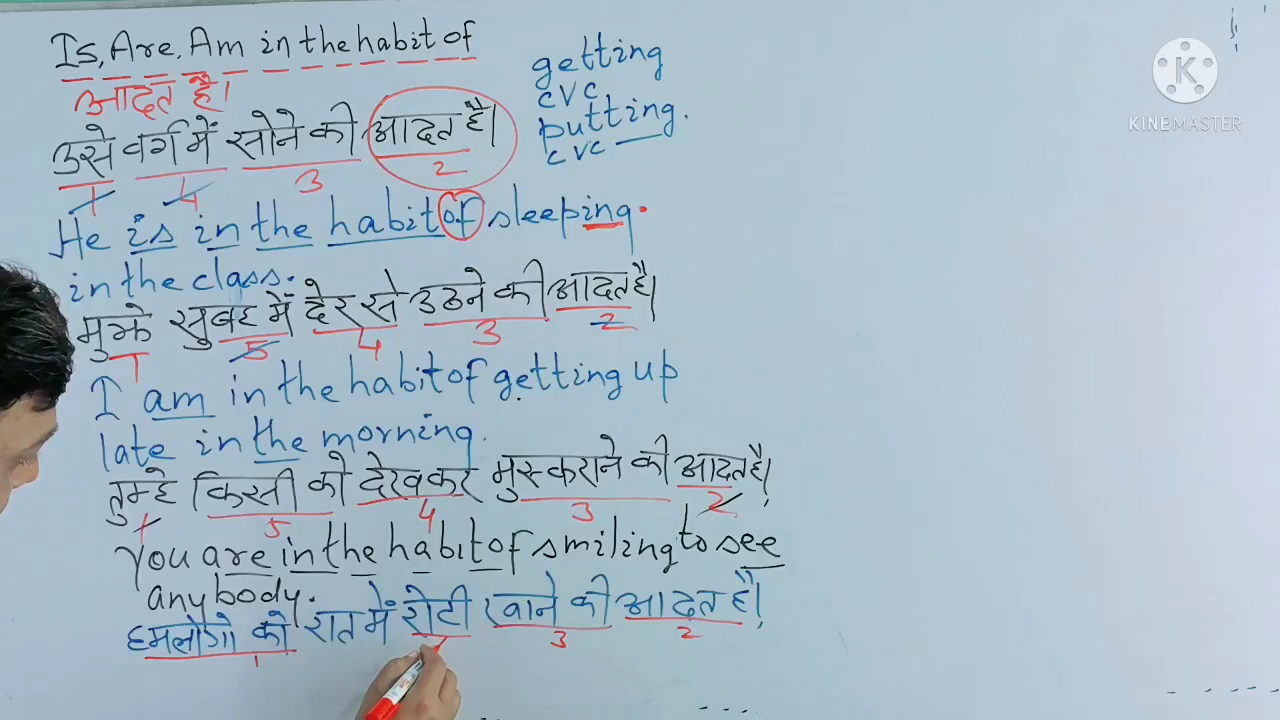 Is, Are, Am in the habit of
आदत है।
उसे वर्ग में सोने की आदत है।
1 4 3 2
He is in the habit of sleeping.
in the class.
मुझे सुबह में देर से उठने की आदत है।
1 5 4 3 2
I am in the habit of getting up
late in the morning.
तुम्हे किसी को देखकर मुस्कराने की आदत है।
1 5 4 3 2
you are in the habit of smiling to see
anybody.
हमलोगो को रात में रोटी खाने की आदत है।
1 3 2
getting
cvc
putting.
cvc
K
KINEMASTER